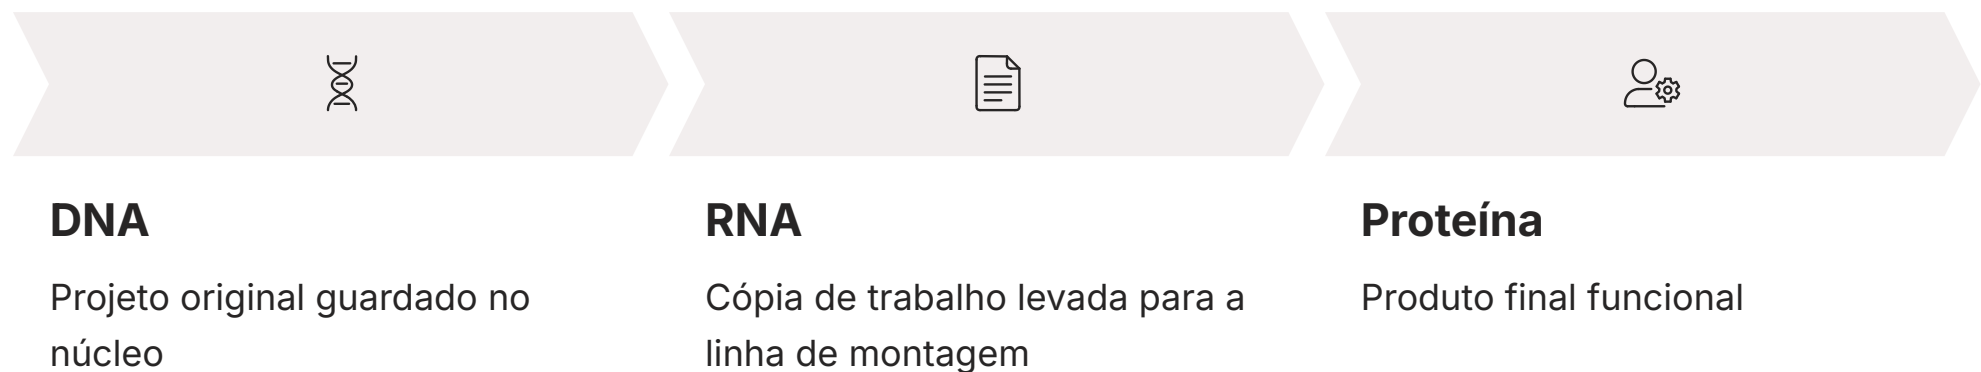 DNA
Projeto original guardado no
núcleo
RNA
Cópia de trabalho levada para a
linha de montagem
Proteína
Produto final funcional